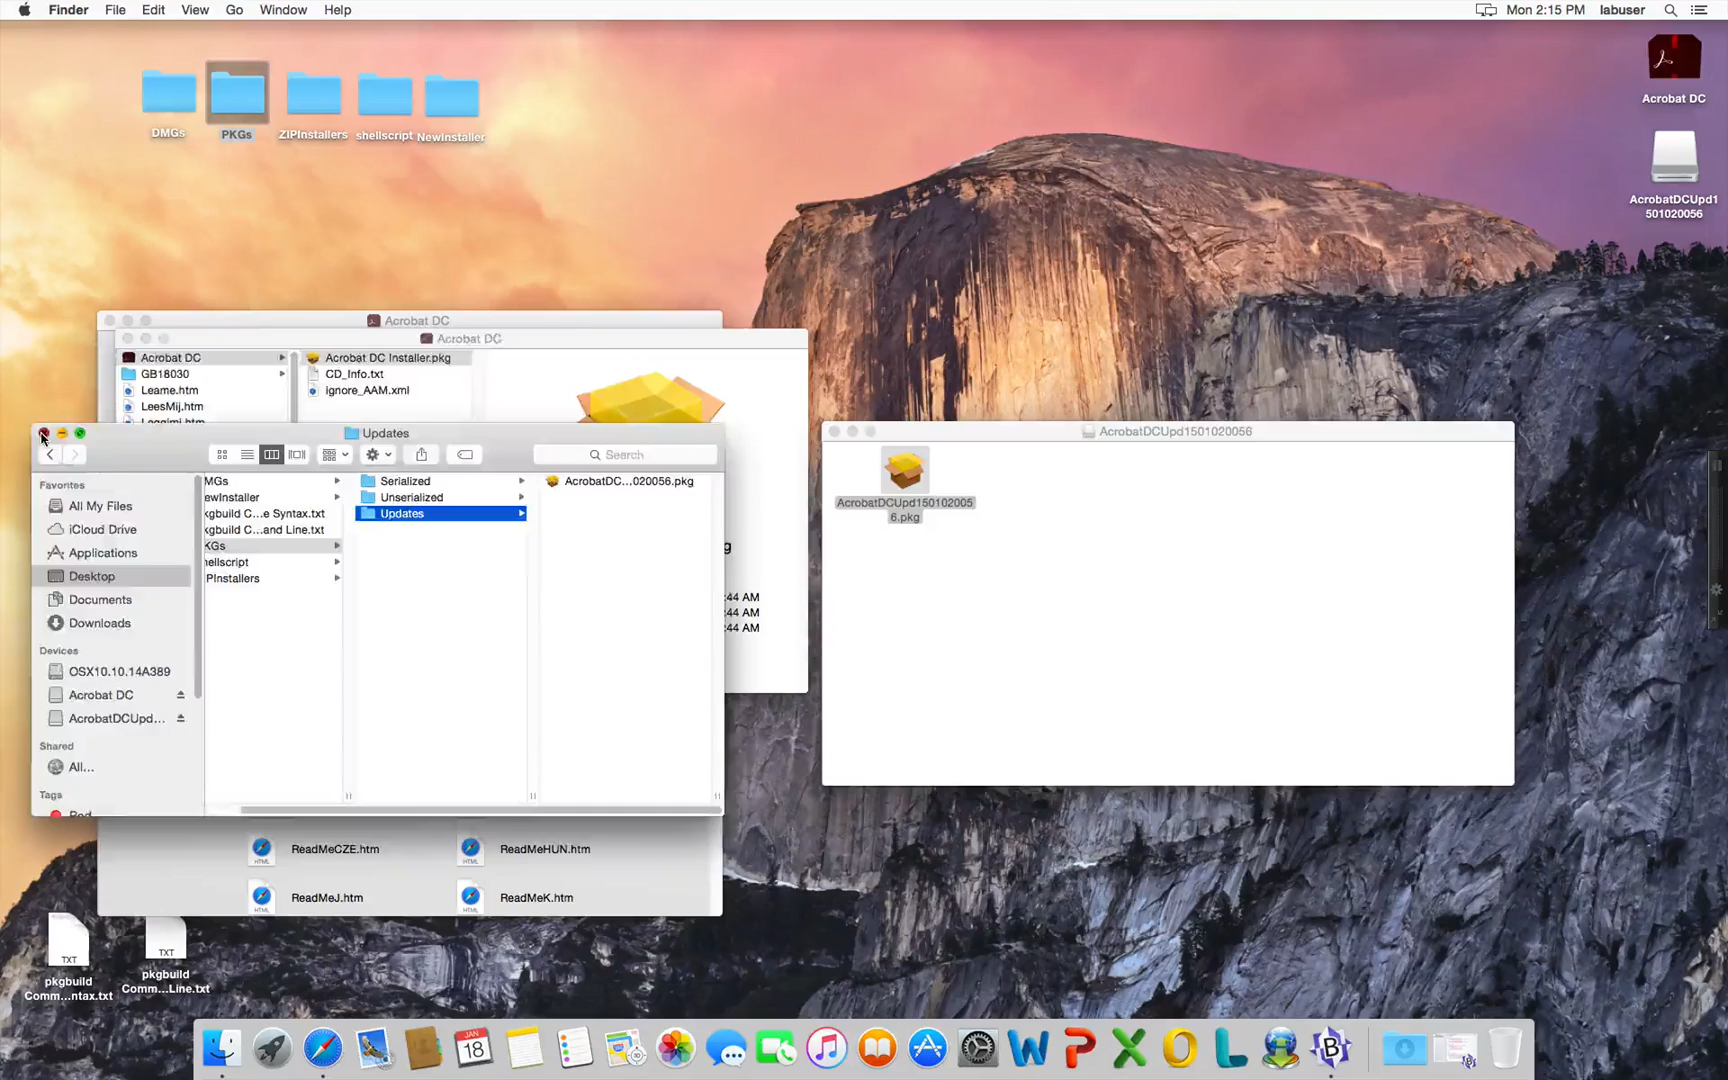 Finder File Edit View Go Window Help
Mon 2:15 PM labuser
DMGs PKGs ZIPInstallers shellscript NewInstaller
Acrobat DC
AcrobatDCUpd1
501020056
Acrobat DC
Acrobat DC
Acrobat DC
GB18030
Leame.htm
LeesMij.htm
Acrobat DC Installer.pkg
CD_Info.txt
ignore_AAM.xml
Updates
Search
Favorites
All My Files
iCloud Drive
Applications
Desktop
Documents
Downloads
Devices
OSX10.10.14A389
Acrobat DC
AcrobatDCUpd...
Shared
All...
Tags
MGs
ewInstaller
kgbuild C...e Syntax.txt
kgbuild C...and Line.txt
KGs
hellscript
PInstallers
Serialized
Unserialized
Updates
AcrobatDC...020056.pkg
g
:44 AM
:44 AM
:44 AM
AcrobatDCUpd1501020056
AcrobatDCUpd150102005
6.pkg
ReadMeCZE.htm
ReadMeHUN.htm
ReadMeJ.htm
ReadMeK.htm
HTML
HTML
HTML
HTML
TXT
pkgbuild
Comm...ntax.txt
TXT
pkgbuild
Comm...Line.txt
JAN
18